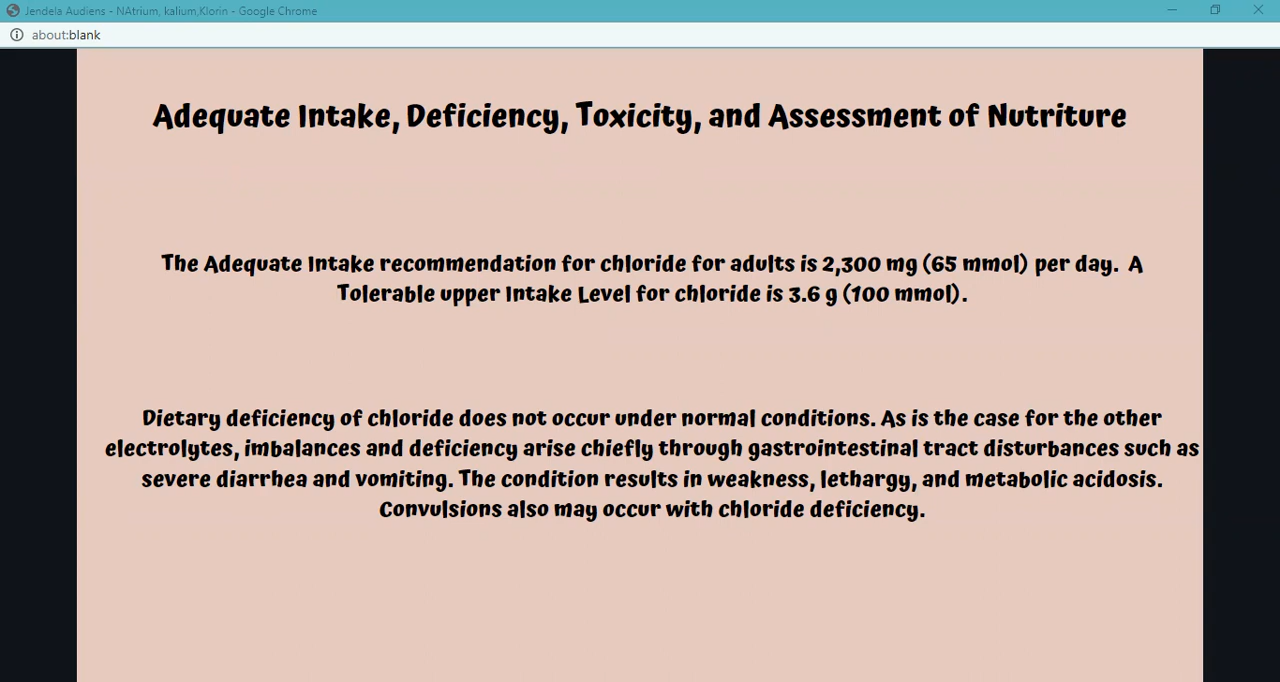 Jendela Audiens - NAtrium, kalium,Klorin - Google Chrome
about:blank
Adequate Intake, Deficiency, Toxicity, and Assessment of Nutriture
The Adequate Intake recommendation for chloride for adults is 2,300 mg (65 mmol) per day. A
Tolerable upper Intake Level for chloride is 3.6 g (100 mmol).
Dietary deficiency of chloride does not occur under normal conditions. As is the case for the other
electrolytes, imbalances and deficiency arise chiefly through gastrointestinal tract disturbances such as
severe diarrhea and vomiting. The condition results in weakness, lethargy, and metabolic acidosis.
Convulsions also may occur with chloride deficiency.